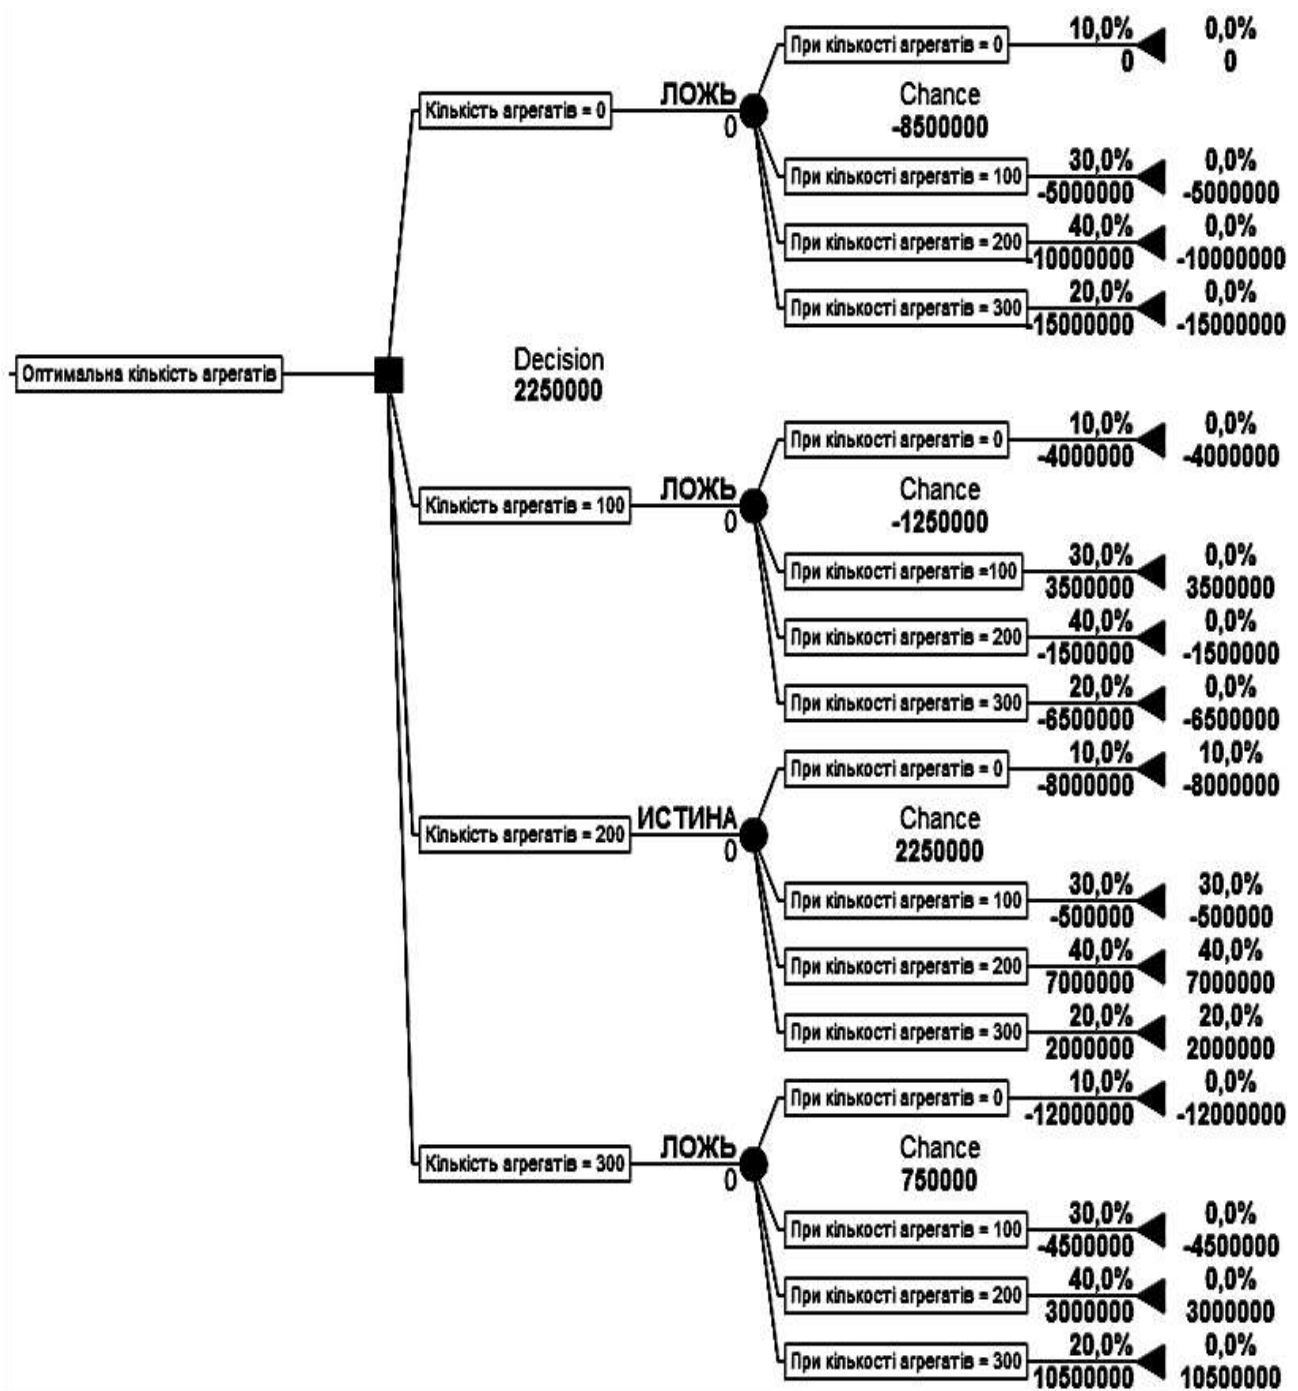 При кількості агрегатів = 0
10,0%
0
0,0%
0
Кількість агрегатів = 0
ЛОЖЬ
0
Chance
-8500000
При кількості агрегатів = 100
30,0%
-5000000
0,0%
-5000000
При кількості агрегатів = 200
40,0%
-10000000
0,0%
-10000000
При кількості агрегатів = 300
20,0%
-15000000
0,0%
-15000000
Оптимальна кількість агрегатів
Decision
2250000
При кількості агрегатів = 0
10,0%
-4000000
0,0%
-4000000
Кількість агрегатів = 100
ЛОЖЬ
0
Chance
-1250000
При кількості агрегатів =100
30,0%
3500000
0,0%
3500000
При кількості агрегатів = 200
40,0%
-1500000
0,0%
-1500000
При кількості агрегатів = 300
20,0%
-6500000
0,0%
-6500000
При кількості агрегатів = 0
10,0%
-8000000
10,0%
-8000000
Кількість агрегатів = 200
ИСТИНА
0
Chance
2250000
При кількості агрегатів = 100
30,0%
-500000
30,0%
-500000
При кількості агрегатів = 200
40,0%
7000000
40,0%
7000000
При кількості агрегатів = 300
20,0%
2000000
20,0%
2000000
При кількості агрегатів = 0
10,0%
-12000000
0,0%
-12000000
Кількість агрегатів = 300
ЛОЖЬ
0
Chance
750000
При кількості агрегатів = 100
30,0%
-4500000
0,0%
-4500000
При кількості агрегатів = 200
40,0%
3000000
0,0%
3000000
При кількості агрегатів = 300
20,0%
10500000
0,0%
10500000